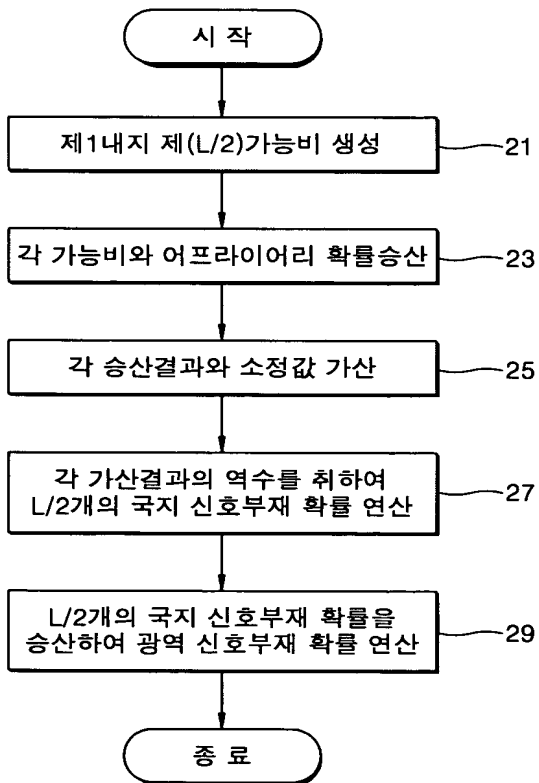 시 작
제1내지 제(L/2)가능비 생성
21
각 가능비와 어프라이어리 확률승산
23
각 승산결과와 소정값 가산
25
각 가산결과의 역수를 취하여
L/2개의 국지 신호부재 확률 연산
27
L/2개의 국지 신호부재 확률을
승산하여 광역 신호부재 확률 연산
29
종 료